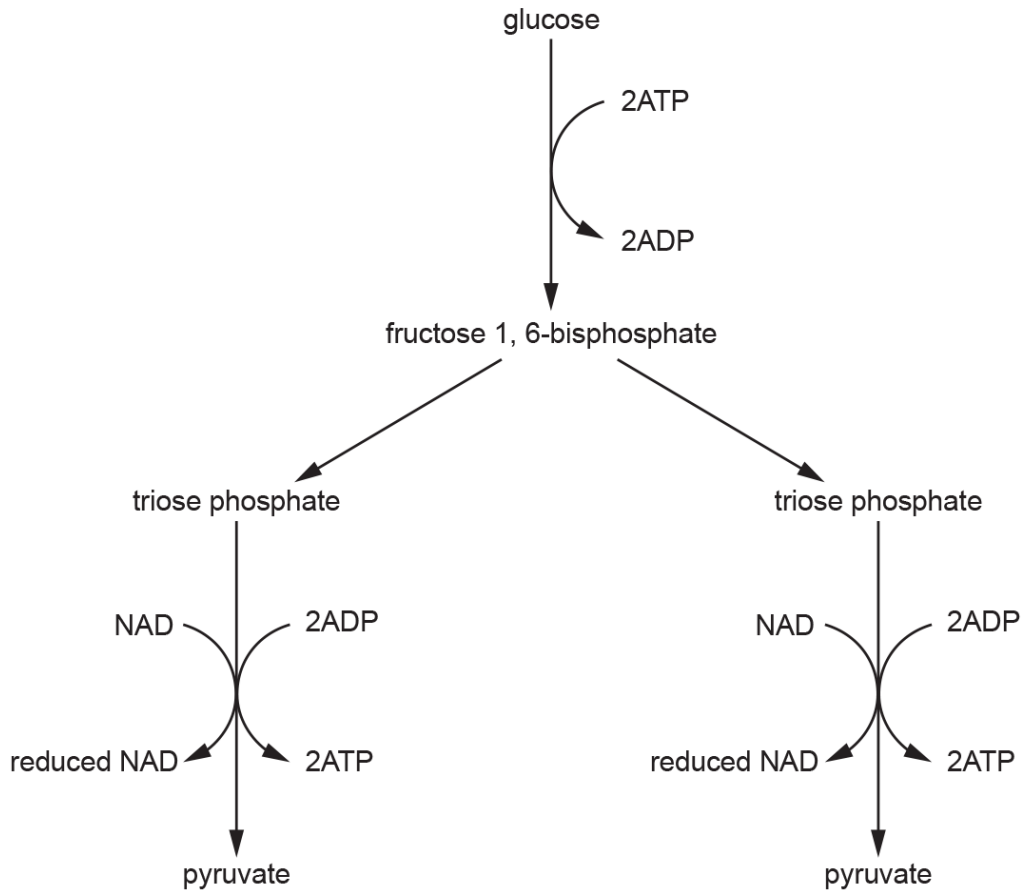 glucose
2ATP
2ADP
fructose 1, 6-bisphosphate
triose phosphate
triose phosphate
NAD
2ADP
NAD
2ADP
reduced NAD
2ATP
reduced NAD
2ATP
pyruvate
pyruvate